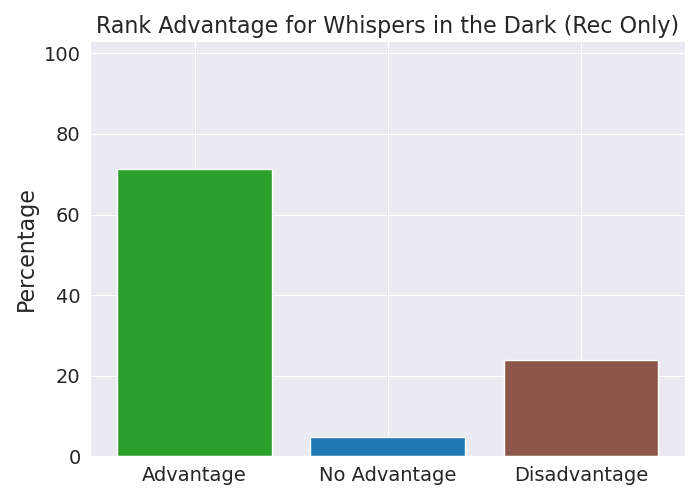 Rank Advantage for Whispers in the Dark (Rec Only)
100
80
60
40
20
0
Percentage
Advantage
No Advantage
Disadvantage